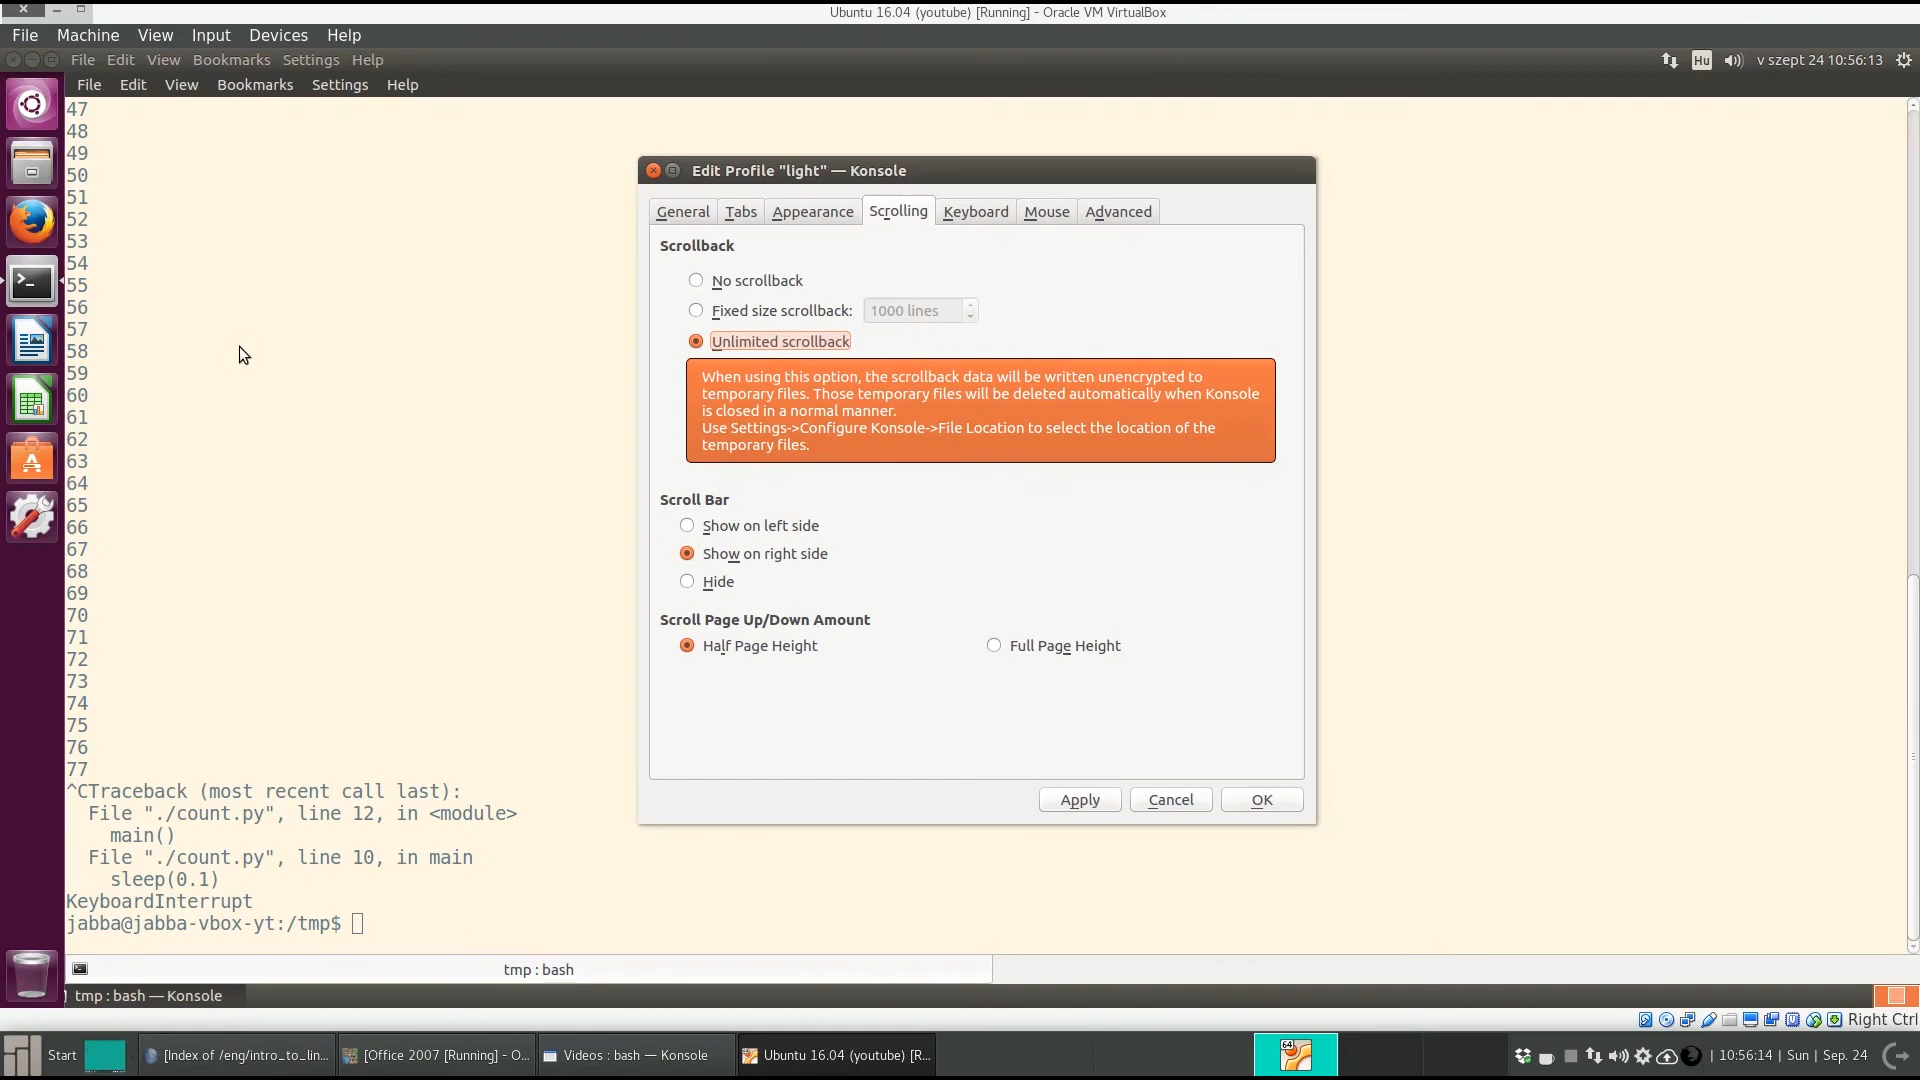 Ubuntu 16.04 (youtube) [Running] - Oracle VM VirtualBox
File Machine View Input Devices Help
File Edit View Bookmarks Settings Help
Hu v szept 24 10:56:13
File Edit View Bookmarks Settings Help
47
48
49
50
51
52
53
54
55
56
57
58
59
60
61
62
63
64
65
66
67
68
69
70
71
72
73
74
75
76
77
^CTraceback (most recent call last):
File "./count.py", line 12, in <module>
main()
File "./count.py", line 10, in main
sleep(0.1)
KeyboardInterrupt
jabba@jabba-vbox-yt:/tmp$
Edit Profile "light" — Konsole
General Tabs Appearance Scrolling Keyboard Mouse Advanced
Scrollback
No scrollback
Fixed size scrollback: 1000 lines
Unlimited scrollback
When using this option, the scrollback data will be written unencrypted to
temporary files. Those temporary files will be deleted automatically when Konsole
is closed in a normal manner.
Use Settings->Configure Konsole->File Location to select the location of the
temporary files.
Scroll Bar
Show on left side
Show on right side
Hide
Scroll Page Up/Down Amount
Half Page Height Full Page Height
Apply Cancel OK
tmp : bash
tmp : bash — Konsole
Right Ctrl
Start [Index of /eng/intro_to_lin... [Office 2007 [Running] - O... Videos : bash — Konsole Ubuntu 16.04 (youtube) [R... 64 | 10:56:14 | Sun | Sep. 24